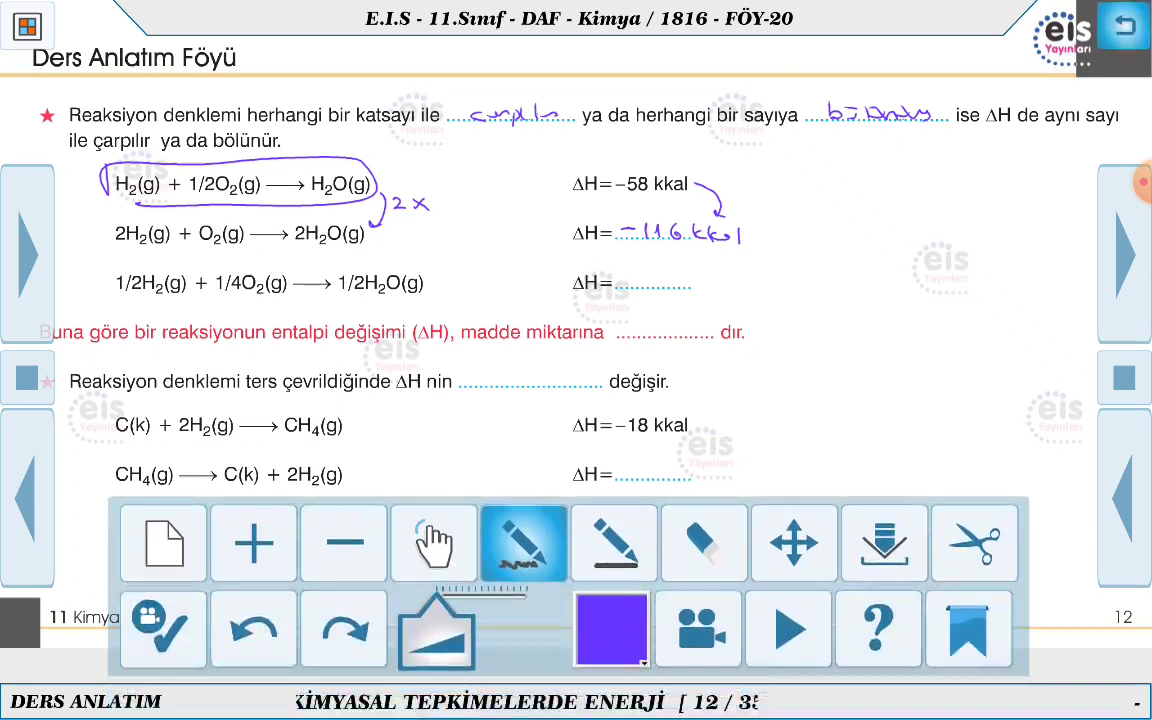 E.I.S - 11.Sınıf - DAF - Kimya / 1816 - FÖY-20
eis
Yayınları
Ders Anlatım Föyü
★ Reaksiyon denklemi herhangi bir katsayı ile ............ ya da herhangi bir sayıya ............ ise ΔH de aynı sayı
ile çarpılır ya da bölünür.
H₂(g) + 1/2O₂(g) ⟶ H₂O(g) ΔH=−58 kkal
2x
2H₂(g) + O₂(g) ⟶ 2H₂O(g) ΔH= -116 kkal
1/2H₂(g) + 1/4O₂(g) ⟶ 1/2H₂O(g) ΔH=...............
Buna göre bir reaksiyonun entalpi değişimi (ΔH), madde miktarına ................... dır.
★ Reaksiyon denklemi ters çevrildiğinde ΔH nin ............................ değişir.
C(k) + 2H₂(g) ⟶ CH₄(g) ΔH=−18 kkal
CH₄(g) ⟶ C(k) + 2H₂(g) ΔH=...............
11 Kimya 12
DERS ANLATIM KİMYASAL TEPKİMELERDE ENERJİ [ 12 / 35 -